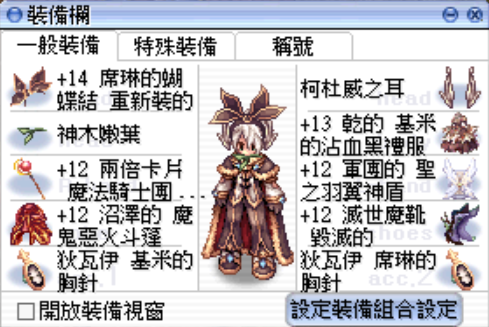 裝備欄
一般裝備
特殊裝備
稱號
+14 席琳的蝴
蝶結 重新裝的
神木嫩葉
+12 兩倍卡片
魔法騎士團...
+12 沼澤的 魔
鬼惡火斗篷
狄瓦伊 基米的
胸針
柯杜威之耳
+13 乾的 基米
的沾血黑禮服
+12 軍團的 聖
之羽翼神盾
+12 滅世魔靴
毀滅的
狄瓦伊 席琳的
胸針
開放裝備視窗
設定裝備組合設定